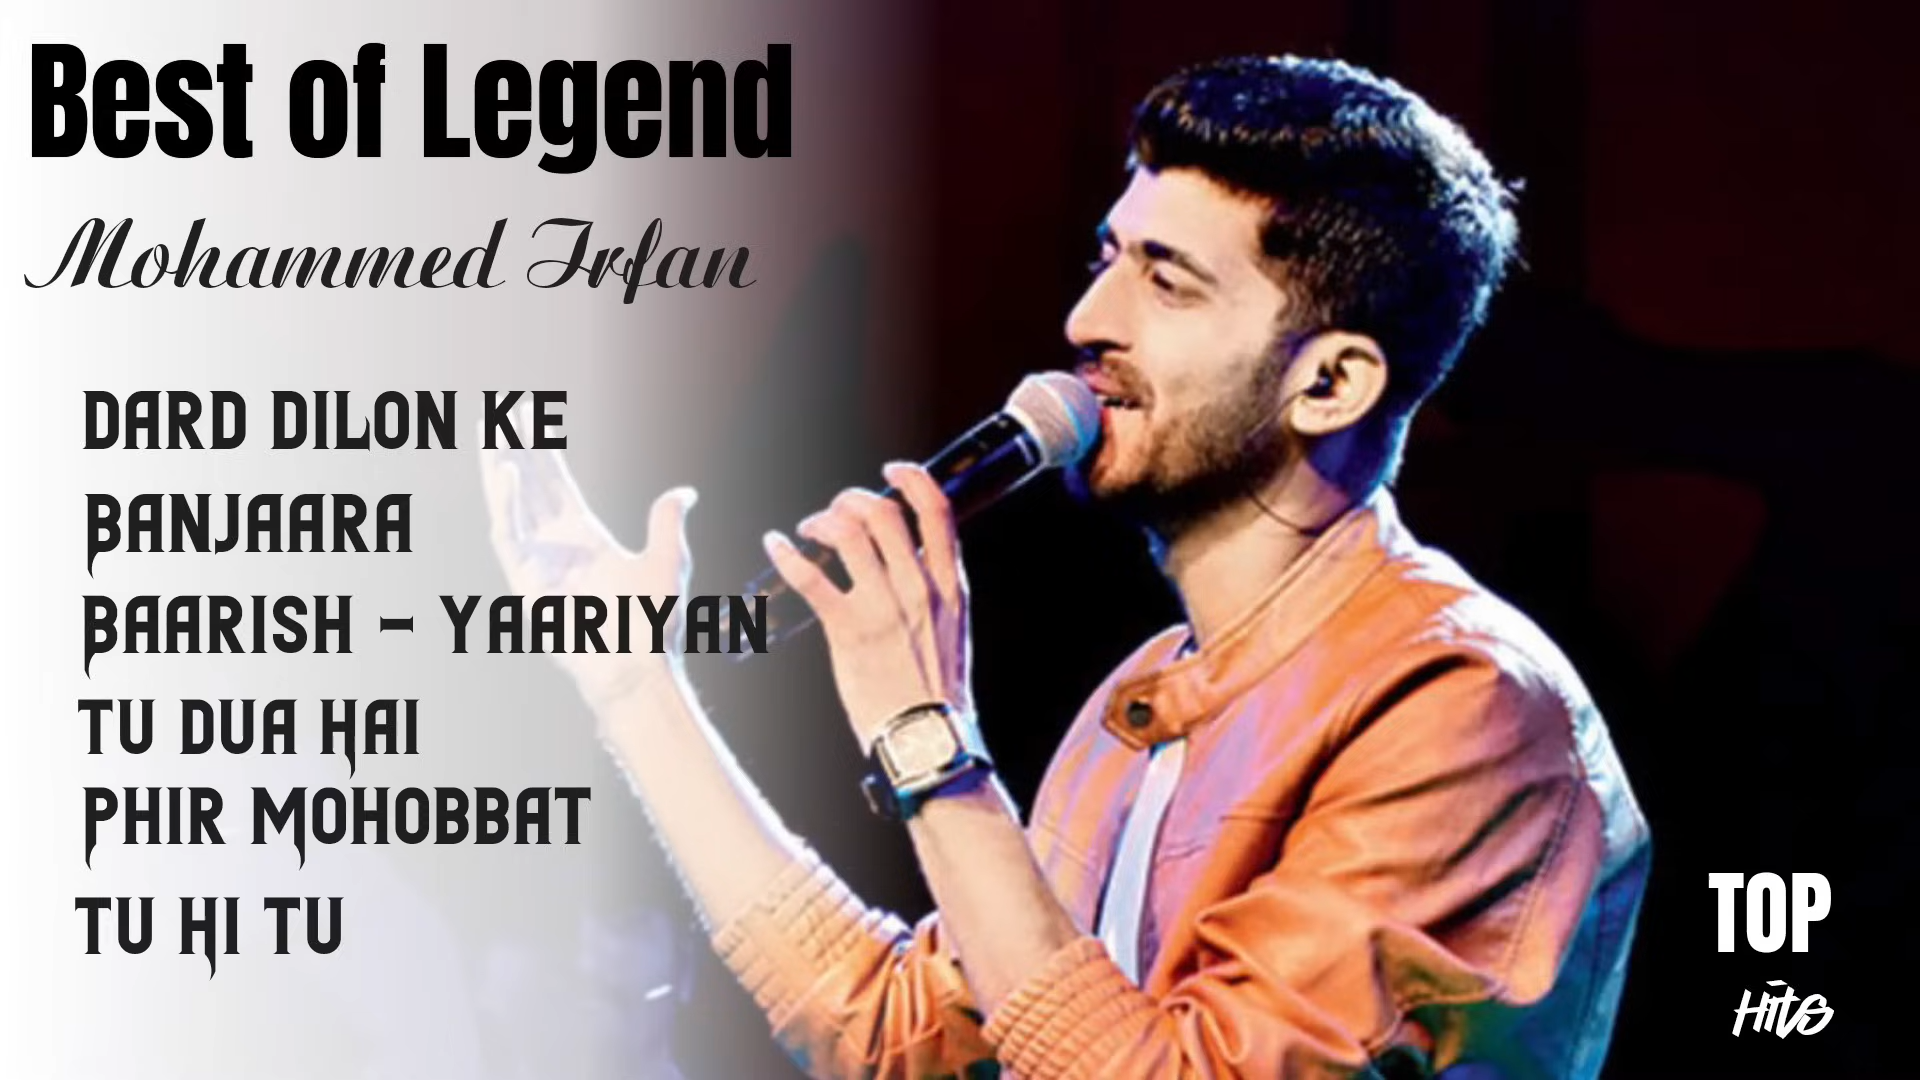 Best of Legend
Mohammed Irfan
DARD DILON KE
BANJAARA
BAARISH - YAARIYAN
TU DUA HAI
PHIR MOHOBBAT
TU HI TU
TOP
Hits